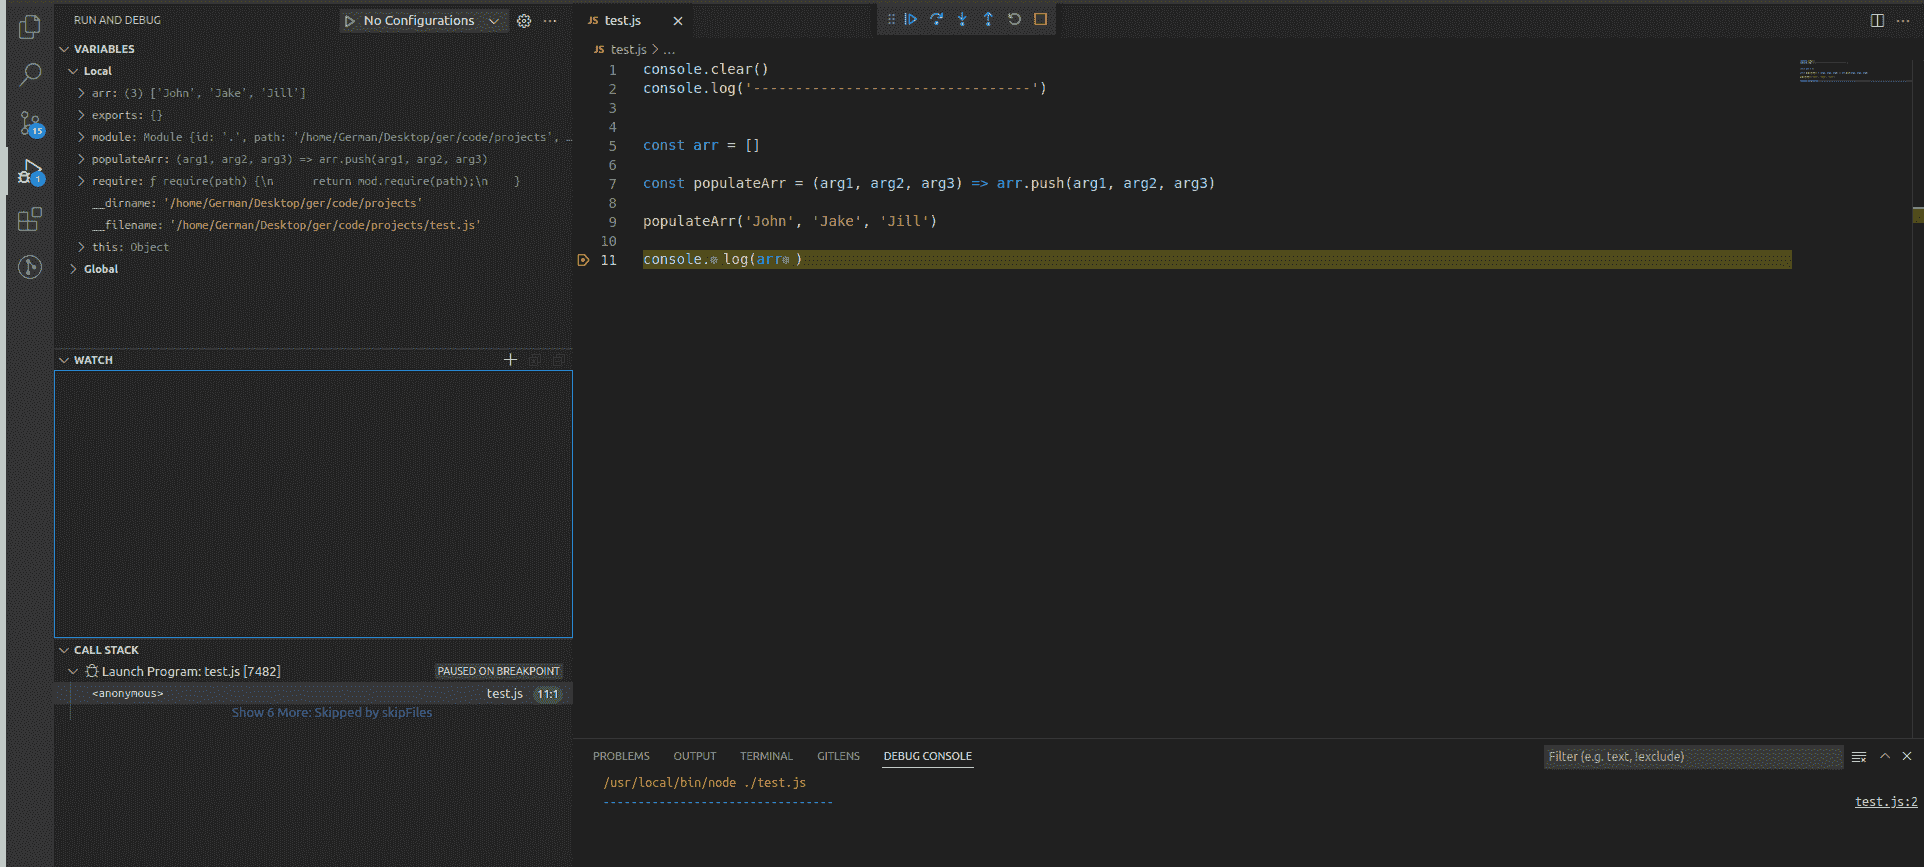 RUN AND DEBUG
No Configurations
VARIABLES
Local
arr: (3) ['John', 'Jake', 'Jill']
exports: {}
module: Module {id: '.', path: '/home/German/Desktop/ger/code/projects', …
populateArr: (arg1, arg2, arg3) => arr.push(arg1, arg2, arg3)
require: ƒ require(path) {\n      return mod.require(path);\n    }
__dirname: '/home/German/Desktop/ger/code/projects'
__filename: '/home/German/Desktop/ger/code/projects/test.js'
this: Object
Global
15
1
WATCH
CALL STACK
Launch Program: test.js [7482] PAUSED ON BREAKPOINT
<anonymous> test.js 11:1
Show 6 More: Skipped by skipFiles
JS test.js
JS test.js > ...
1 console.clear()
2 console.log('---------------------------------')
3
4
5 const arr = []
6
7 const populateArr = (arg1, arg2, arg3) => arr.push(arg1, arg2, arg3)
8
9 populateArr('John', 'Jake', 'Jill')
10
11 console.log(arr)
PROBLEMS OUTPUT TERMINAL GITLENS DEBUG CONSOLE
Filter (e.g. text, !exclude)
/usr/local/bin/node ./test.js
--------------------------------- test.js:2